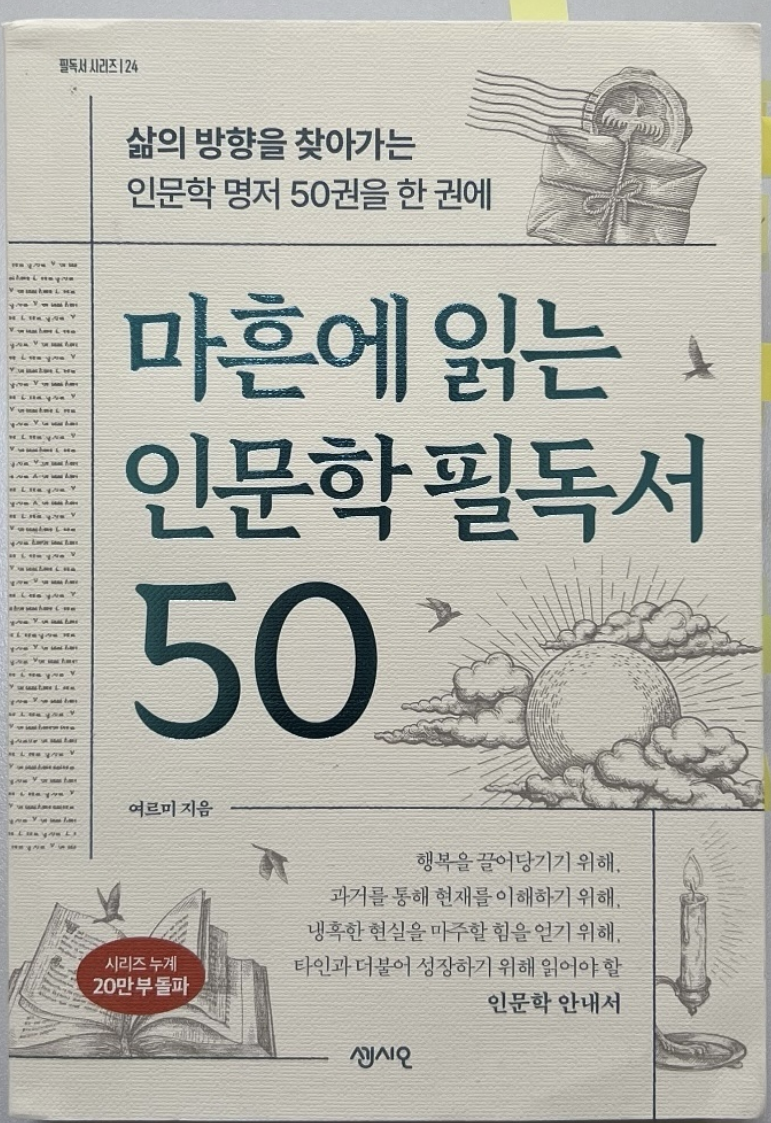 필독서 시리즈 | 24
삶의 방향을 찾아가는
인문학 명저 50권을 한 권에
마흔에 읽는
인문학 필독서
50
여르미 지음
행복을 끌어당기기 위해,
과거를 통해 현재를 이해하기 위해,
냉혹한 현실을 마주할 힘을 얻기 위해,
타인과 더불어 성장하기 위해 읽어야 할
인문학 안내서
시리즈 누계
20만 부 돌파
센시오